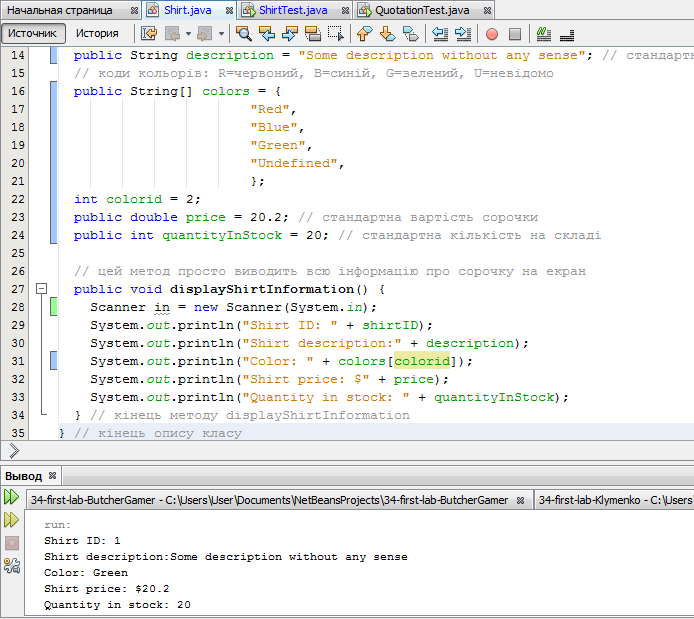 Начальная страница Shirt.java ShirtTest.java QuotationTest.java
Источник История
14 public String description = "Some description without any sense"; // стандартн
15 // коди кольорів: R=червоний, B=синій, G=зелений, U=невідомо
16 public String[] colors = {
17 "Red",
18 "Blue",
19 "Green",
20 "Undefined",
21 };
22 int colorid = 2;
23 public double price = 20.2; // стандартна вартість сорочки
24 public int quantityInStock = 20; // стандартна кількість на складі
25
26 // цей метод просто виводить всю інформацію про сорочку на екран
27 public void displayShirtInformation() {
28 Scanner in = new Scanner(System.in);
29 System.out.println("Shirt ID: " + shirtID);
30 System.out.println("Shirt description:" + description);
31 System.out.println("Color: " + colors[colorid]);
32 System.out.println("Shirt price: $" + price);
33 System.out.println("Quantity in stock: " + quantityInStock);
34 } // кінець методу displayShirtInformation
35 } // кінець опису класу
Вывод
34-first-lab-ButcherGamer - C:\Users\User\Documents\NetBeansProjects\34-first-lab-ButcherGamer 34-first-lab-Klymenko - C:\Users\
run:
Shirt ID: 1
Shirt description:Some description without any sense
Color: Green
Shirt price: $20.2
Quantity in stock: 20